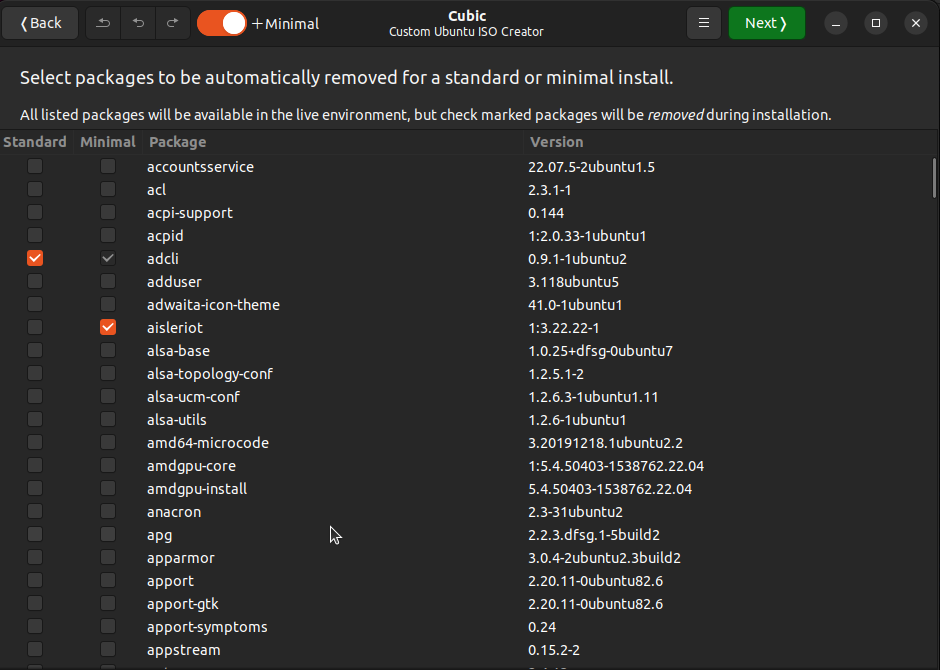 Back
+Minimal
Cubic
Custom Ubuntu ISO Creator
Next
Select packages to be automatically removed for a standard or minimal install.
All listed packages will be available in the live environment, but check marked packages will be removed during installation.
Standard Minimal Package Version
accountsservice 22.07.5-2ubuntu1.5
acl 2.3.1-1
acpi-support 0.144
acpid 1:2.0.33-1ubuntu1
adcli 0.9.1-1ubuntu2
adduser 3.118ubuntu5
adwaita-icon-theme 41.0-1ubuntu1
aisleriot 1:3.22.22-1
alsa-base 1.0.25+dfsg-0ubuntu7
alsa-topology-conf 1.2.5.1-2
alsa-ucm-conf 1.2.6.3-1ubuntu1.11
alsa-utils 1.2.6-1ubuntu1
amd64-microcode 3.20191218.1ubuntu2.2
amdgpu-core 1:5.4.50403-1538762.22.04
amdgpu-install 5.4.50403-1538762.22.04
anacron 2.3-31ubuntu2
apg 2.2.3.dfsg.1-5build2
apparmor 3.0.4-2ubuntu2.3build2
apport 2.20.11-0ubuntu82.6
apport-gtk 2.20.11-0ubuntu82.6
apport-symptoms 0.24
appstream 0.15.2-2